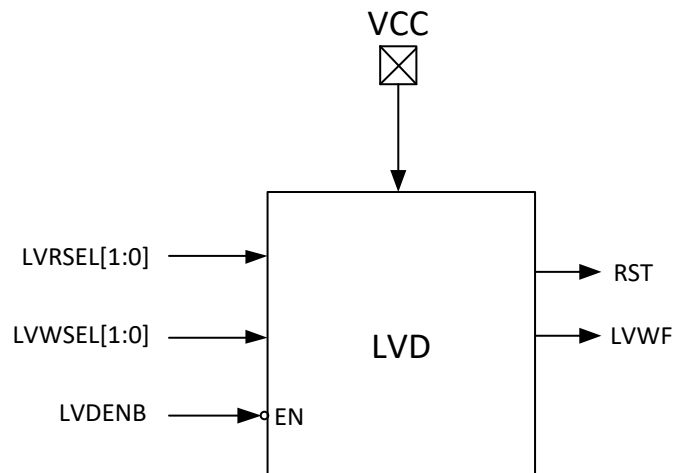 VCC
LVRSEL[1:0]
RST
LVWSEL[1:0]
LVD
LVWF
LVDENB
EN